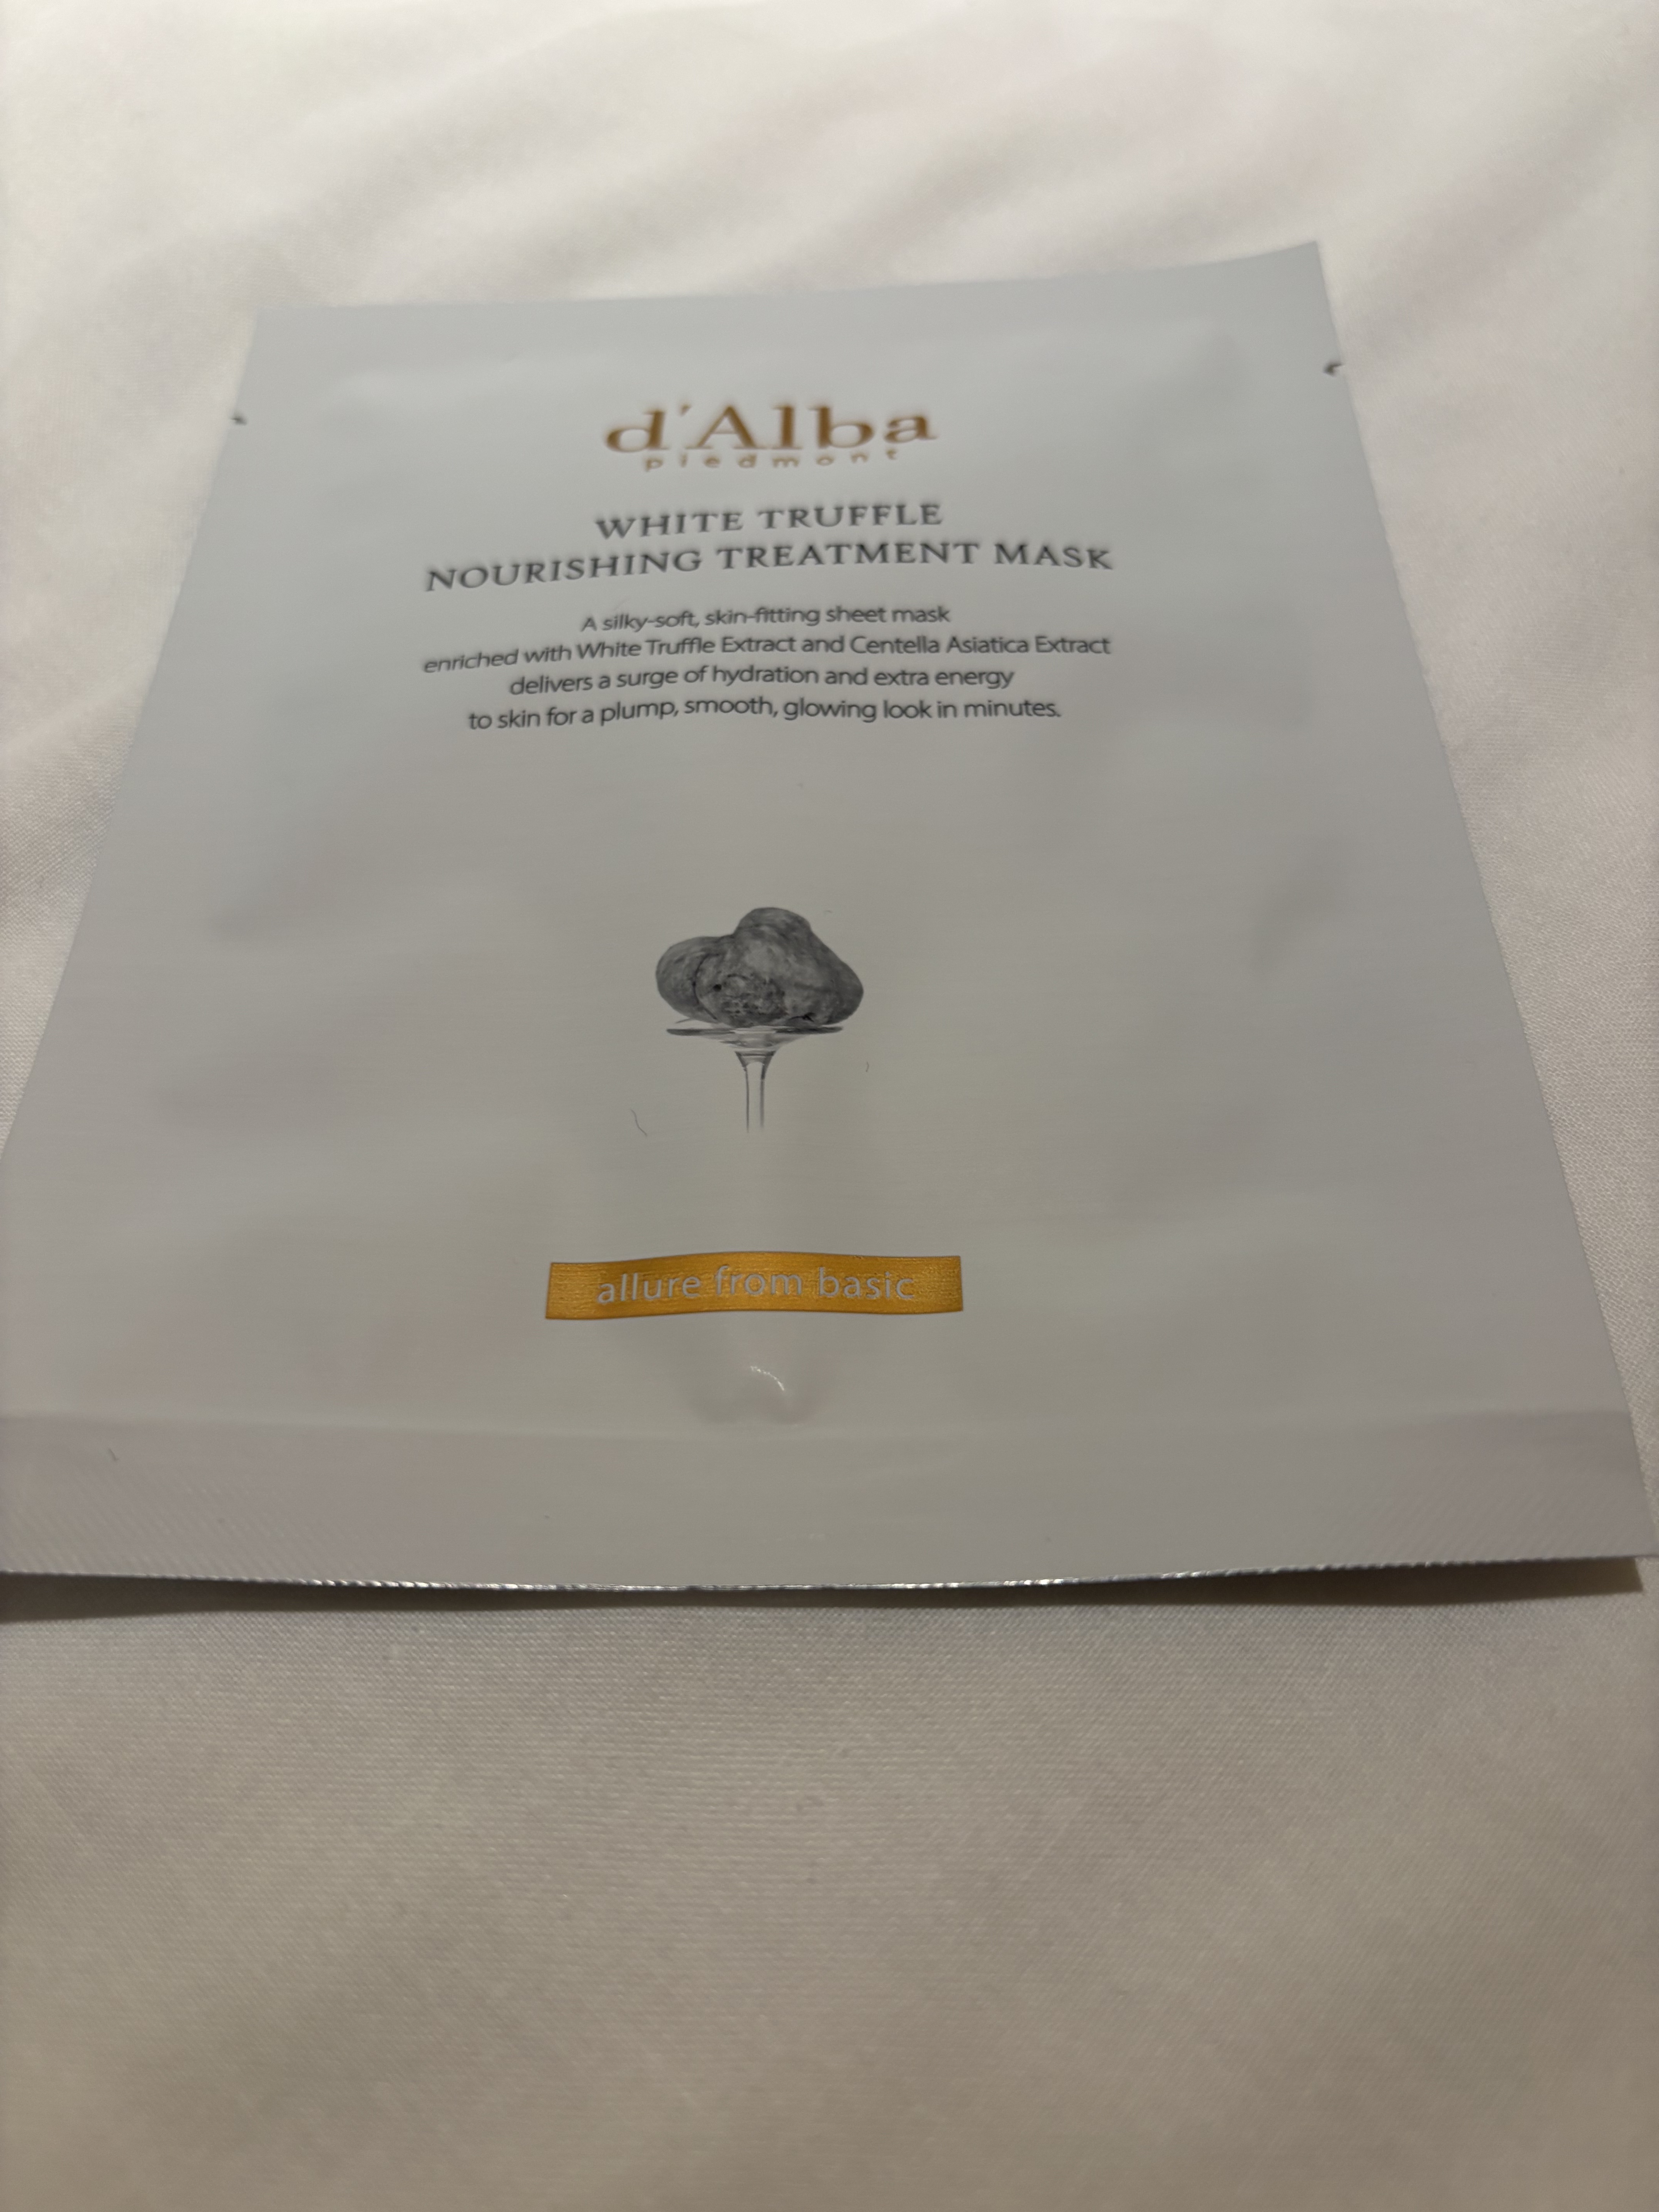 d'Alba
piedmont
WHITE TRUFFLE
NOURISHING TREATMENT MASK
A silky-soft, skin-fitting sheet mask
enriched with White Truffle Extract and Centella Asiatica Extract
delivers a surge of hydration and extra energy
to skin for a plump, smooth, glowing look in minutes.
allure from basic